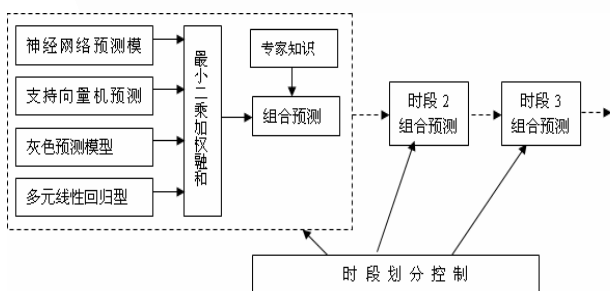 神经网络预测模
支持向量机预测
灰色预测模型
多元线性回归型
最小二乘加权融和
专家知识
组合预测
时段 2
组合预测
时段 3
组合预测
时 段 划 分 控 制